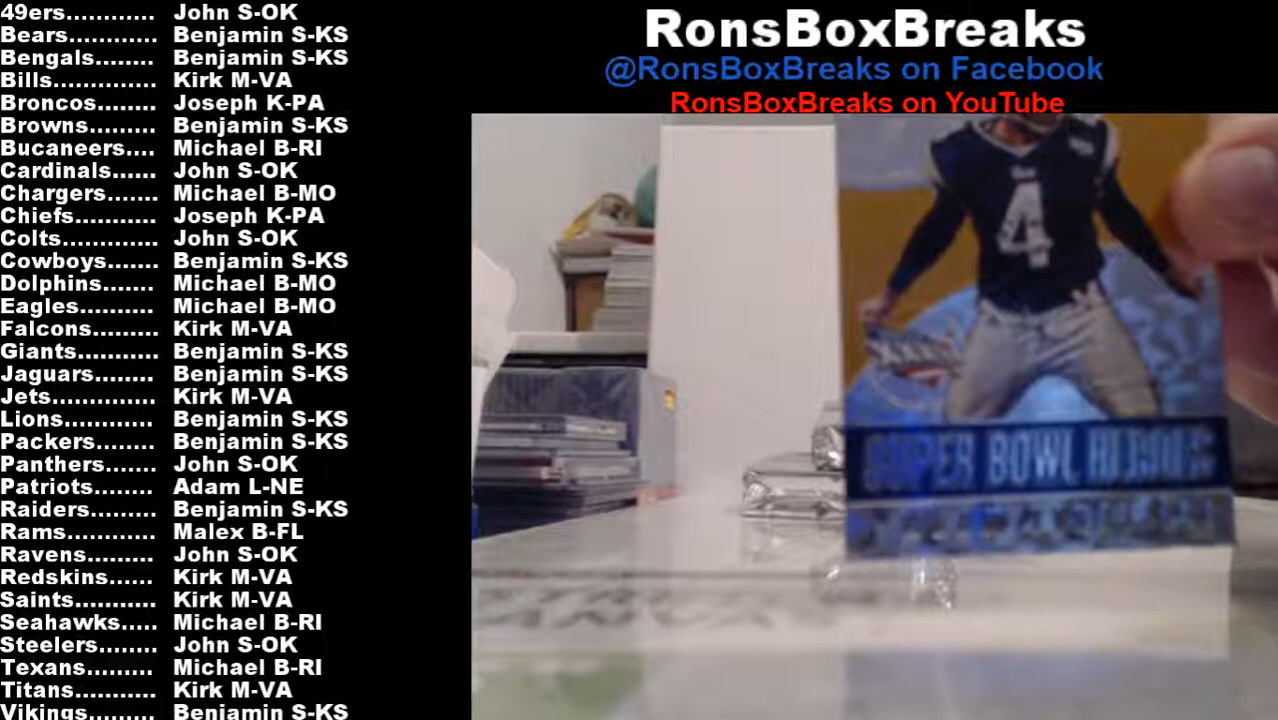 49ers............ John S-OK
Bears............ Benjamin S-KS
Bengals........ Benjamin S-KS
Bills.............. Kirk M-VA
Broncos........ Joseph K-PA
Browns......... Benjamin S-KS
Bucaneers.... Michael B-RI
Cardinals...... John S-OK
Chargers....... Michael B-MO
Chiefs........... Joseph K-PA
Colts............. John S-OK
Cowboys....... Benjamin S-KS
Dolphins....... Michael B-MO
Eagles.......... Michael B-MO
Falcons......... Kirk M-VA
Giants........... Benjamin S-KS
Jaguars........ Benjamin S-KS
Jets.............. Kirk M-VA
Lions............ Benjamin S-KS
Packers........ Benjamin S-KS
Panthers....... John S-OK
Patriots........ Adam L-NE
Raiders......... Benjamin S-KS
Rams............ Malex B-FL
Ravens......... John S-OK
Redskins...... Kirk M-VA
Saints........... Kirk M-VA
Seahawks..... Michael B-RI
Steelers........ John S-OK
Texans......... Michael B-RI
Titans........... Kirk M-VA
Vikings......... Benjamin S-KS
RonsBoxBreaks
@RonsBoxBreaks on Facebook
RonsBoxBreaks on YouTube
4
SUPER BOWL